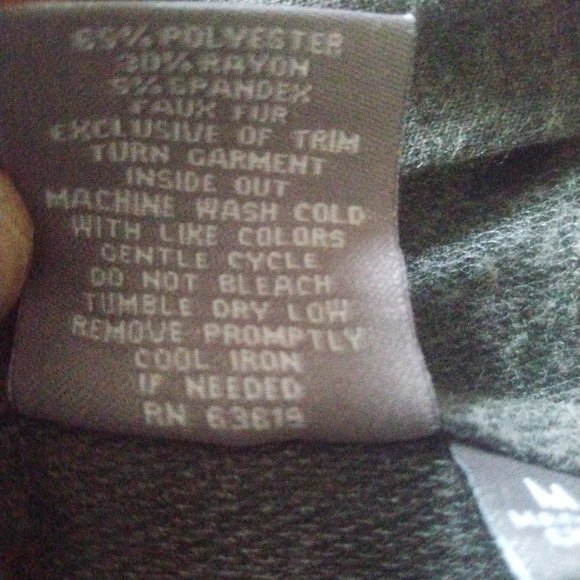 65% POLYESTER
30% RAYON
5% SPANDEX
FAUX FUR
EXCLUSIVE OF TRIM
TURN GARMENT
INSIDE OUT
MACHINE WASH COLD
WITH LIKE COLORS
GENTLE CYCLE
DO NOT BLEACH
TUMBLE DRY LOW
REMOVE PROMPTLY
COOL IRON
IF NEEDED
RN 63619
M